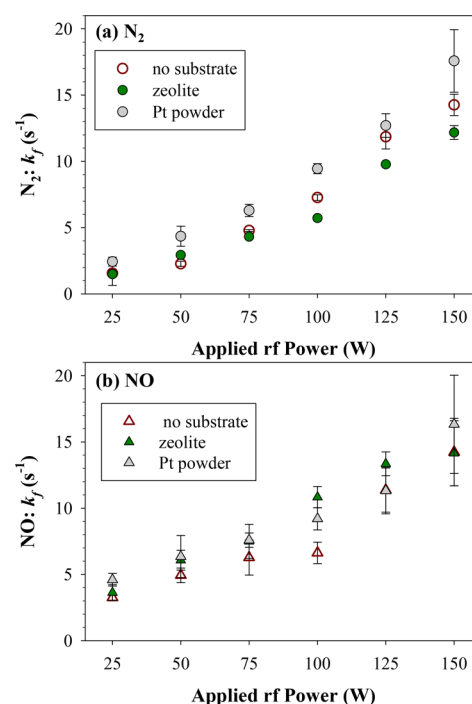 (a) N₂
no substrate
zeolite
Pt powder
N₂: k_f (s⁻¹)
20
15
10
5
0
25 50 75 100 125 150
Applied rf Power (W)
(b) NO
no substrate
zeolite
Pt powder
NO: k_f (s⁻¹)
20
15
10
5
0
25 50 75 100 125 150
Applied rf Power (W)